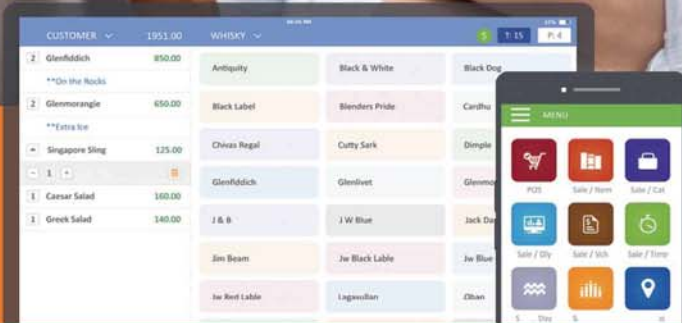 CUSTOMER 1951.00 WHISKY S T: 15 P: 4
2 Glenfiddich 850.00
**On the Rocks
2 Glenmorangie 650.00
**Extra Ice
Singapore Sling 125.00
- 1 +
1 Caesar Salad 160.00
1 Greek Salad 140.00
Antiquity Black & White Black Dog
Black Label Blenders Pride Cardhu
Chivas Regal Cutty Sark Dimple
Glenfiddich Glenlivet Glenmo
J & B J W Blue Jack Da
Jim Beam Jw Black Lable Jw Blue
Jw Red Lable Lagavullan Oban
MENU
POS Sale / Item Sale / Cat
Sale / Qty Sale / Vch Sale / Time
S Day S